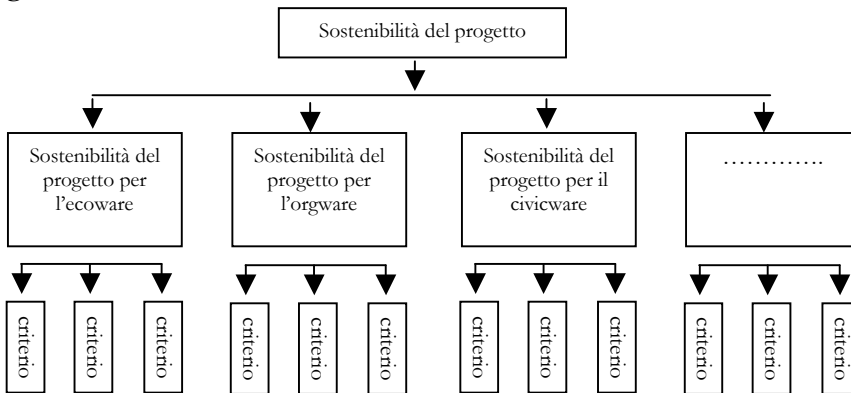 Sostenibilità del progetto
Sostenibilità del
progetto per
l'ecoware
Sostenibilità del
progetto per
l'orgware
Sostenibilità del
progetto per il
civicware
………….
criterio
criterio
criterio
criterio
criterio
criterio
criterio
criterio
criterio
criterio
criterio
criterio